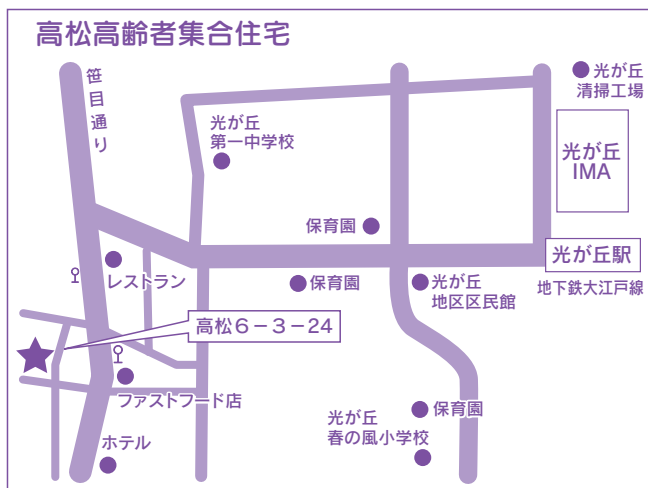 高松高齢者集合住宅
笹目通り
光が丘
清掃工場
光が丘
第一中学校
光が丘
IMA
保育園
光が丘駅
地下鉄大江戸線
レストラン
保育園
光が丘
地区区民館
高松6-3-24
ファストフード店
保育園
光が丘
春の風小学校
ホテル